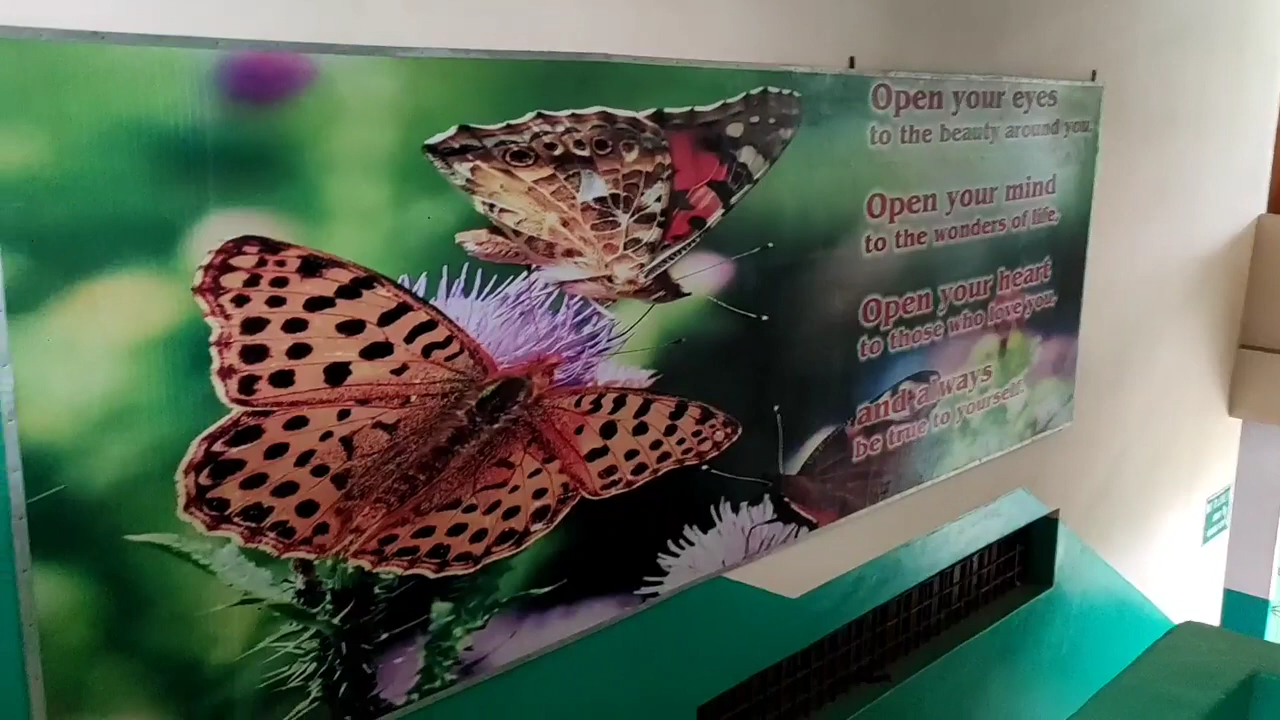 Open your eyes
to the beauty around you.
Open your mind
to the wonders of life,
Open your heart
to those who love you,
and always
be true to yourself.